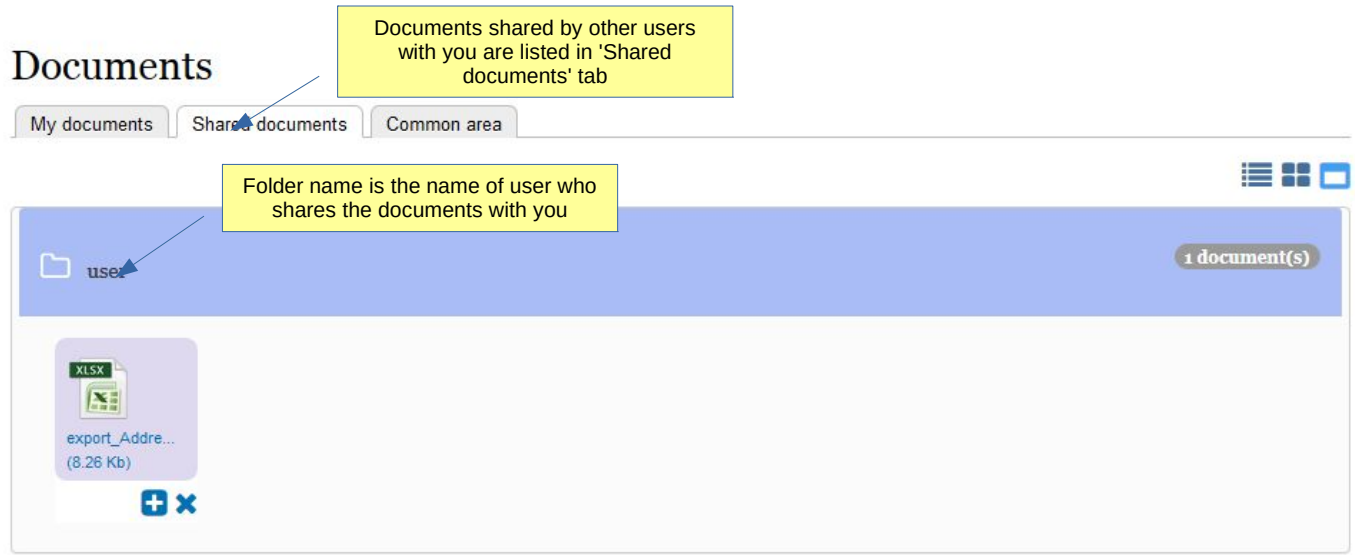 Documents shared by other users
with you are listed in 'Shared
documents' tab
Documents
My documents
Shared documents
Common area
Folder name is the name of user who
shares the documents with you
user
1 document(s)
XLSX
export_Addre...
(8.26 Kb)